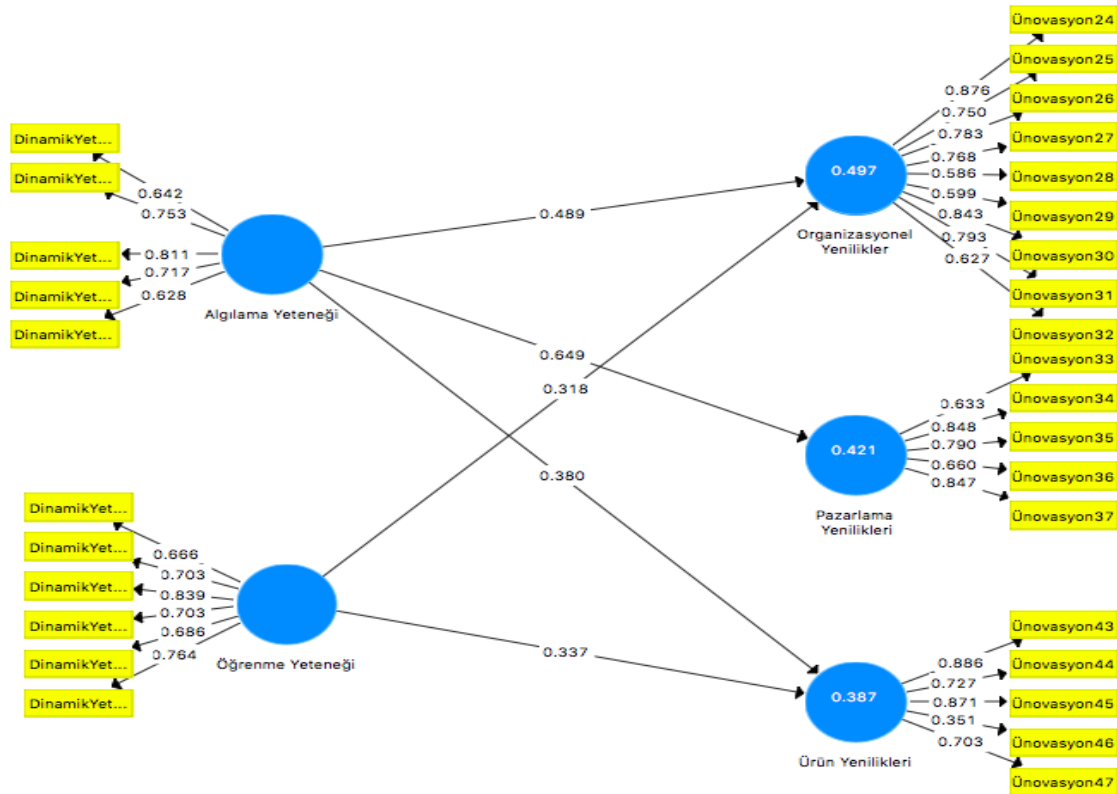 DinamikYet...
DinamikYet...
DinamikYet...
DinamikYet...
DinamikYet...
0.642
0.753
0.811
0.717
0.628
Algılama Yeteneği
DinamikYet...
DinamikYet...
DinamikYet...
DinamikYet...
DinamikYet...
DinamikYet...
0.666
0.703
0.839
0.703
0.686
0.764
Öğrenme Yeteneği
0.489
0.649
0.318
0.380
0.337
0.497
Organizasyonel
Yenilikler
0.876
0.750
0.783
0.768
0.586
0.599
0.843
0.793
0.627
Ünovasyon24
Ünovasyon25
Ünovasyon26
Ünovasyon27
Ünovasyon28
Ünovasyon29
Ünovasyon30
Ünovasyon31
Ünovasyon32
0.421
Pazarlama
Yenilikleri
0.633
0.848
0.790
0.660
0.847
Ünovasyon33
Ünovasyon34
Ünovasyon35
Ünovasyon36
Ünovasyon37
0.387
Ürün Yenilikleri
0.886
0.727
0.871
0.351
0.703
Ünovasyon43
Ünovasyon44
Ünovasyon45
Ünovasyon46
Ünovasyon47